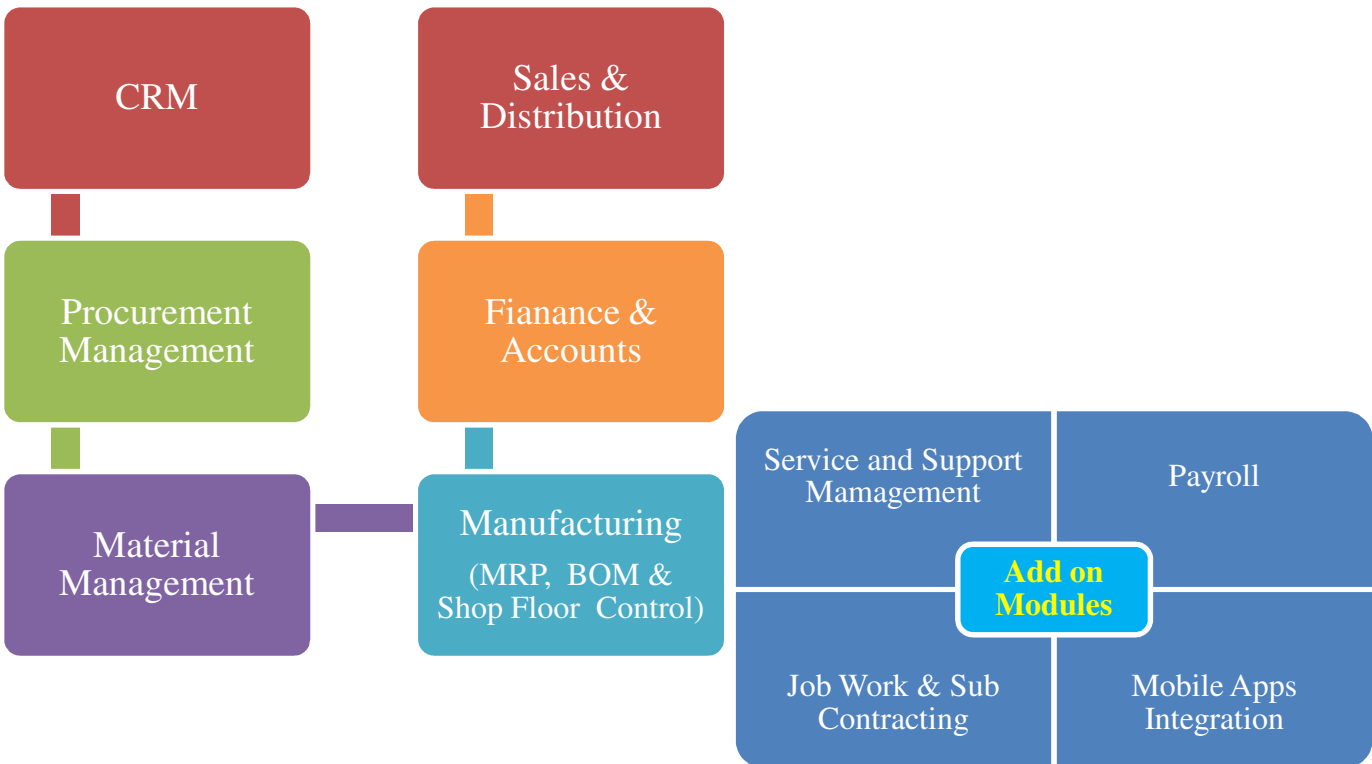 CRM
Sales &
Distribution
Procurement
Management
Fianance &
Accounts
Material
Management
Manufacturing
(MRP, BOM &
Shop Floor Control)
Service and Support
Mamagement
Payroll
Add on
Modules
Job Work & Sub
Contracting
Mobile Apps
Integration